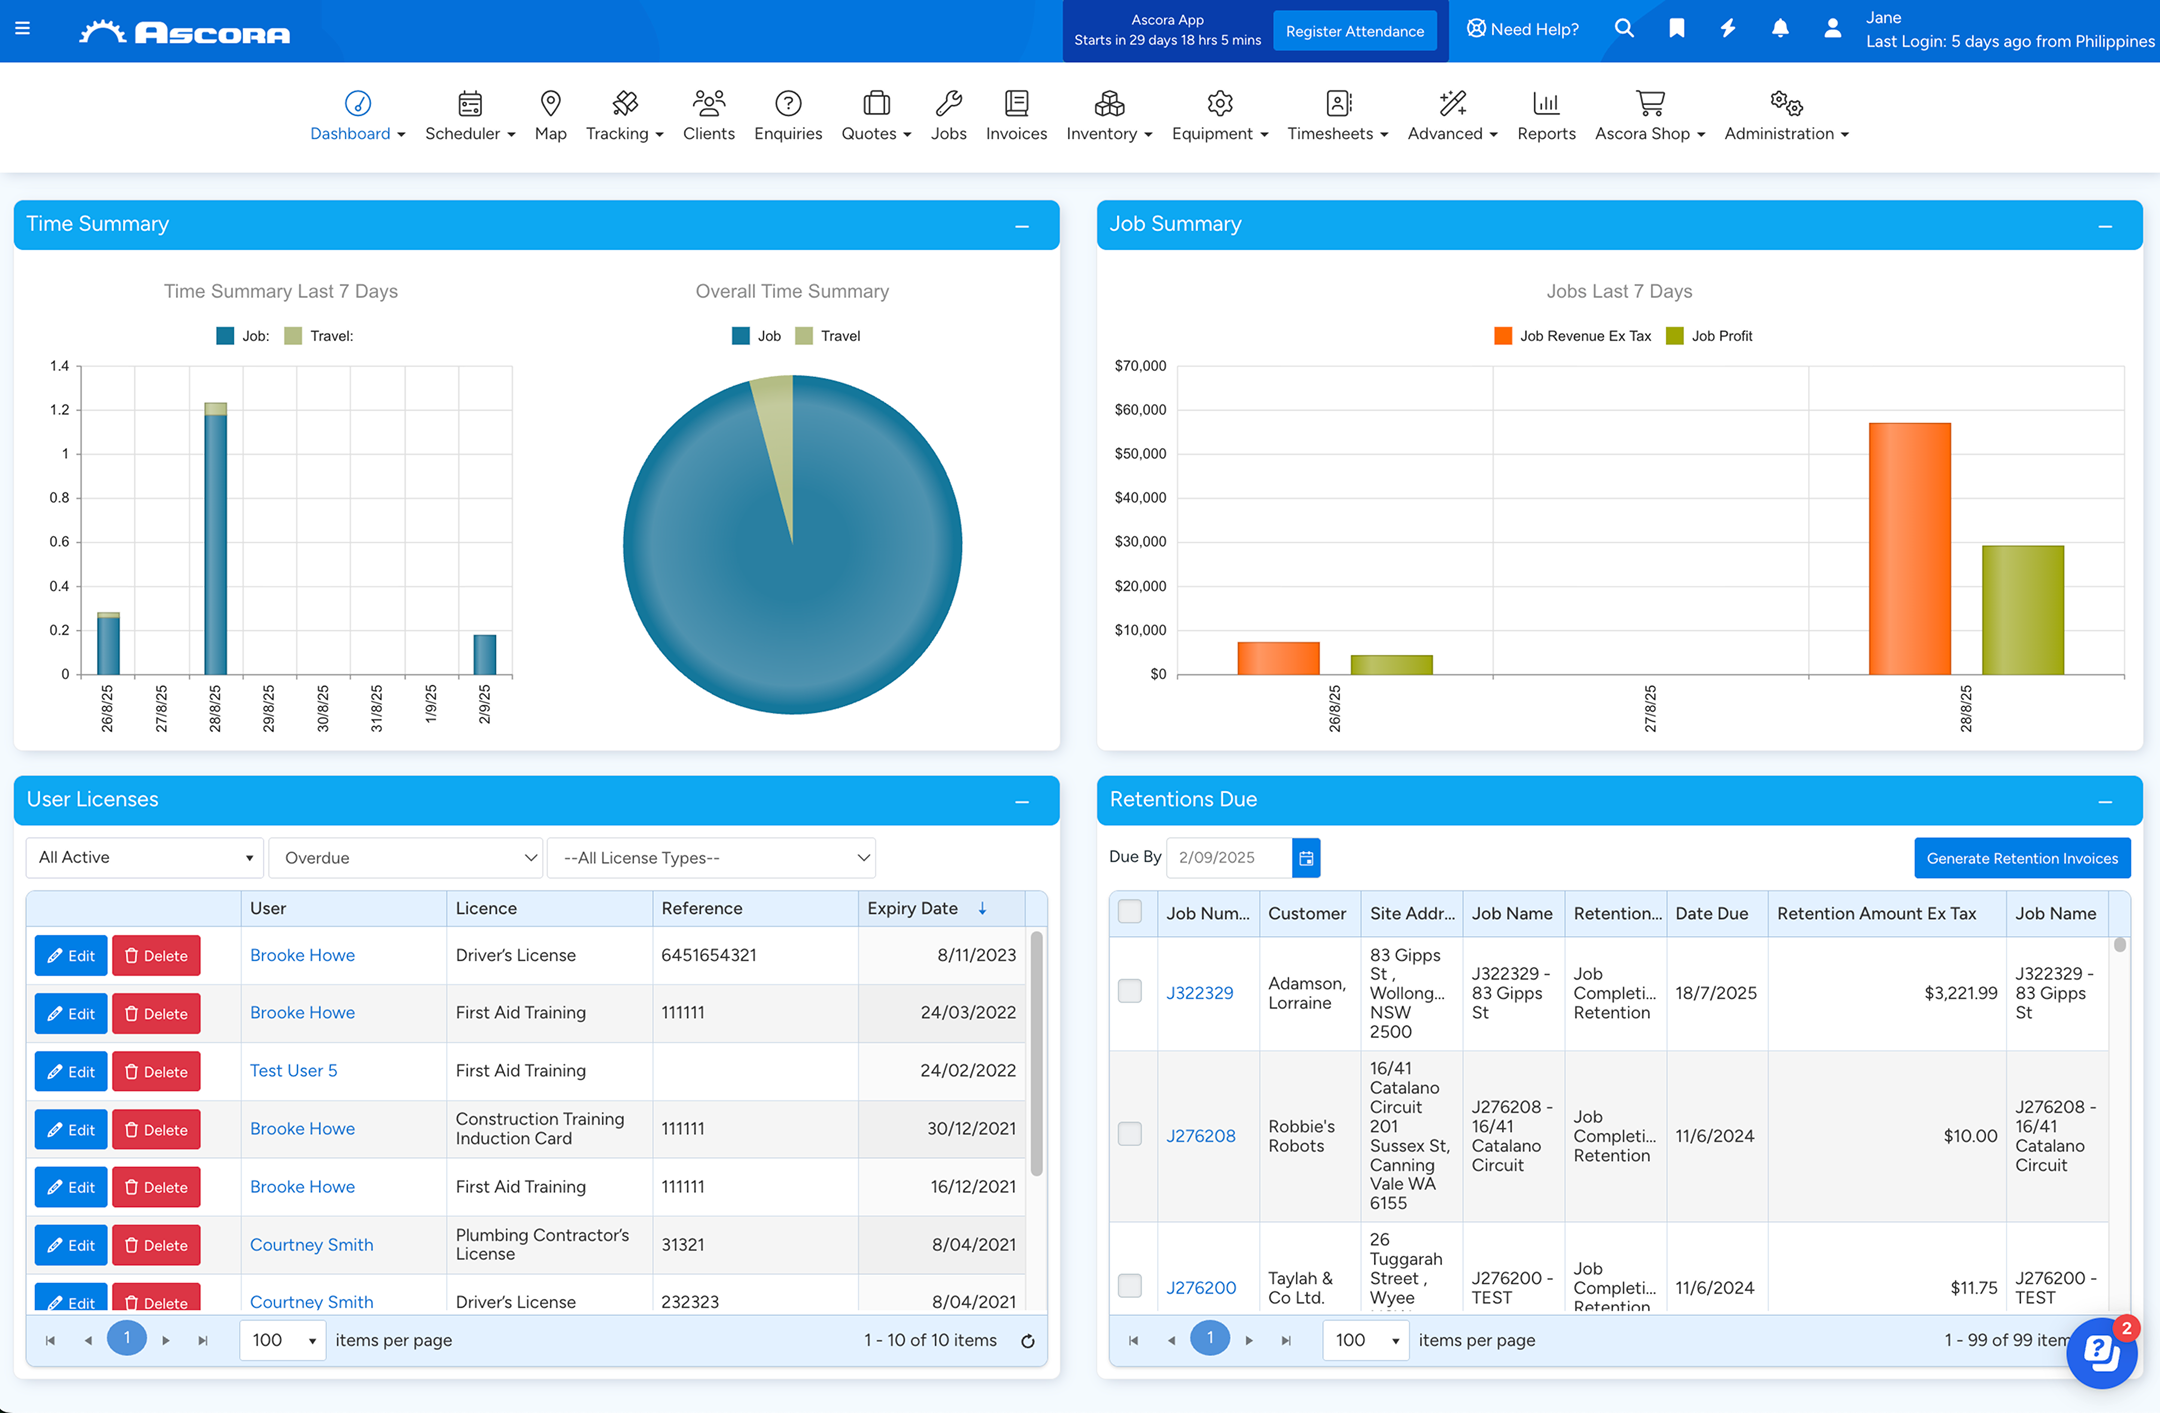 ASCORA
Ascora App
Starts in 29 days 18 hrs 5 mins
Register Attendance
Need Help?
Jane
Last Login: 5 days ago from Philippines
Dashboard
Scheduler
Map
Tracking
Clients
Enquiries
Quotes
Jobs
Invoices
Inventory
Equipment
Timesheets
Advanced
Reports
Ascora Shop
Administration
Time Summary
Time Summary Last 7 Days
Job: Travel:
1.4
1.2
1
0.8
0.6
0.4
0.2
0
26/8/25
27/8/25
28/8/25
29/8/25
30/8/25
31/8/25
1/9/25
2/9/25
Overall Time Summary
Job Travel
Job Summary
Jobs Last 7 Days
Job Revenue Ex Tax Job Profit
$70,000
$60,000
$50,000
$40,000
$30,000
$20,000
$10,000
$0
26/8/25
27/8/25
28/8/25
User Licenses
All Active
Overdue
--All License Types--
User Licence Reference Expiry Date
Edit Delete Brooke Howe Driver's License 6451654321 8/11/2023
Edit Delete Brooke Howe First Aid Training 111111 24/03/2022
Edit Delete Test User 5 First Aid Training 24/02/2022
Edit Delete Brooke Howe Construction Training
Induction Card 111111 30/12/2021
Edit Delete Brooke Howe First Aid Training 111111 16/12/2021
Edit Delete Courtney Smith Plumbing Contractor's
License 31321 8/04/2021
Edit Delete Courtney Smith Driver's License 232323 8/04/2021
1 100 items per page 1 - 10 of 10 items
Retentions Due
Due By 2/09/2025
Generate Retention Invoices
Job Num... Customer Site Addr... Job Name Retention... Date Due Retention Amount Ex Tax Job Name
J322329
Adamson,
Lorraine
83 Gipps
St ,
Wollong...
NSW
2500
J322329 -
83 Gipps
St
Job
Completi...
Retention
18/7/2025
$3,221.99
J322329 -
83 Gipps
St
J276208
Robbie's
Robots
16/41
Catalano
Circuit
201
Sussex St,
Canning
Vale WA
6155
J276208 -
16/41
Catalano
Circuit
Job
Completi...
Retention
11/6/2024
$10.00
J276208 -
16/41
Catalano
Circuit
J276200
Taylah &
Co Ltd.
26
Tuggarah
Street ,
Wyee
J276200 -
TEST
Job
Completi...
Retention
11/6/2024
$11.75
J276200 -
TEST
1 100 items per page 1 - 99 of 99 item
2